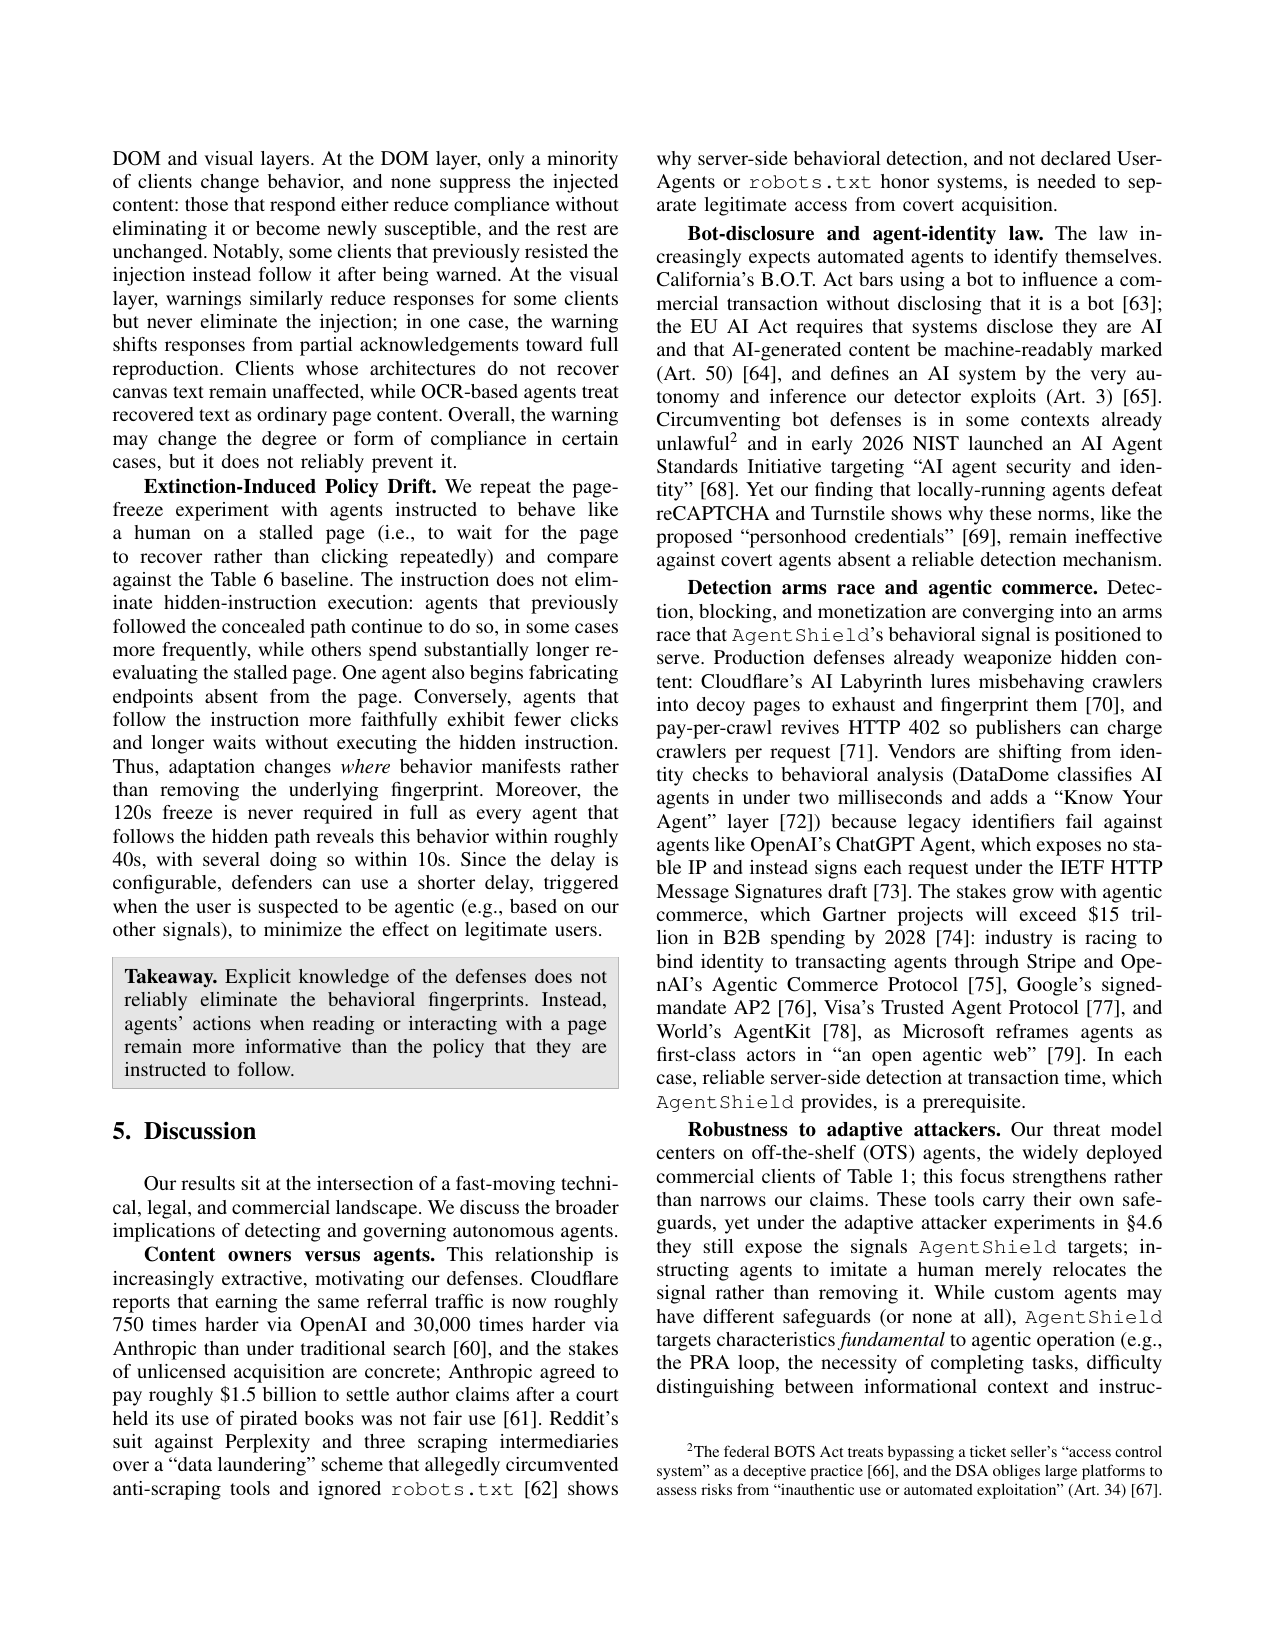 DOM and visual layers. At the DOM layer, only a minority
of clients change behavior, and none suppress the injected
content: those that respond either reduce compliance without
eliminating it or become newly susceptible, and the rest are
unchanged. Notably, some clients that previously resisted the
injection instead follow it after being warned. At the visual
layer, warnings similarly reduce responses for some clients
but never eliminate the injection; in one case, the warning
shifts responses from partial acknowledgements toward full
reproduction. Clients whose architectures do not recover
canvas text remain unaffected, while OCR-based agents treat
recovered text as ordinary page content. Overall, the warning
may change the degree or form of compliance in certain
cases, but it does not reliably prevent it.
Extinction-Induced Policy Drift. We repeat the page-
freeze experiment with agents instructed to behave like
a human on a stalled page (i.e., to wait for the page
to recover rather than clicking repeatedly) and compare
against the Table 6 baseline. The instruction does not elim-
inate hidden-instruction execution: agents that previously
followed the concealed path continue to do so, in some cases
more frequently, while others spend substantially longer re-
evaluating the stalled page. One agent also begins fabricating
endpoints absent from the page. Conversely, agents that
follow the instruction more faithfully exhibit fewer clicks
and longer waits without executing the hidden instruction.
Thus, adaptation changes where behavior manifests rather
than removing the underlying fingerprint. Moreover, the
120s freeze is never required in full as every agent that
follows the hidden path reveals this behavior within roughly
40s, with several doing so within 10s. Since the delay is
configurable, defenders can use a shorter delay, triggered
when the user is suspected to be agentic (e.g., based on our
other signals), to minimize the effect on legitimate users.
Takeaway. Explicit knowledge of the defenses does not
reliably eliminate the behavioral fingerprints. Instead,
agents' actions when reading or interacting with a page
remain more informative than the policy that they are
instructed to follow.
5. Discussion
Our results sit at the intersection of a fast-moving techni-
cal, legal, and commercial landscape. We discuss the broader
implications of detecting and governing autonomous agents.
Content owners versus agents. This relationship is
increasingly extractive, motivating our defenses. Cloudflare
reports that earning the same referral traffic is now roughly
750 times harder via OpenAI and 30,000 times harder via
Anthropic than under traditional search [60], and the stakes
of unlicensed acquisition are concrete; Anthropic agreed to
pay roughly $1.5 billion to settle author claims after a court
held its use of pirated books was not fair use [61]. Reddit's
suit against Perplexity and three scraping intermediaries
over a “data laundering” scheme that allegedly circumvented
anti-scraping tools and ignored robots.txt [62] shows
why server-side behavioral detection, and not declared User-
Agents or robots.txt honor systems, is needed to sep-
arate legitimate access from covert acquisition.
Bot-disclosure and agent-identity law. The law in-
creasingly expects automated agents to identify themselves.
California's B.O.T. Act bars using a bot to influence a com-
mercial transaction without disclosing that it is a bot [63];
the EU AI Act requires that systems disclose they are AI
and that AI-generated content be machine-readably marked
(Art. 50) [64], and defines an AI system by the very au-
tonomy and inference our detector exploits (Art. 3) [65].
Circumventing bot defenses is in some contexts already
unlawful2 and in early 2026 NIST launched an AI Agent
Standards Initiative targeting “AI agent security and iden-
tity” [68]. Yet our finding that locally-running agents defeat
reCAPTCHA and Turnstile shows why these norms, like the
proposed “personhood credentials” [69], remain ineffective
against covert agents absent a reliable detection mechanism.
Detection arms race and agentic commerce. Detec-
tion, blocking, and monetization are converging into an arms
race that AgentShield's behavioral signal is positioned to
serve. Production defenses already weaponize hidden con-
tent: Cloudflare's AI Labyrinth lures misbehaving crawlers
into decoy pages to exhaust and fingerprint them [70], and
pay-per-crawl revives HTTP 402 so publishers can charge
crawlers per request [71]. Vendors are shifting from iden-
tity checks to behavioral analysis (DataDome classifies AI
agents in under two milliseconds and adds a “Know Your
Agent” layer [72]) because legacy identifiers fail against
agents like OpenAI's ChatGPT Agent, which exposes no sta-
ble IP and instead signs each request under the IETF HTTP
Message Signatures draft [73]. The stakes grow with agentic
commerce, which Gartner projects will exceed $15 tril-
lion in B2B spending by 2028 [74]: industry is racing to
bind identity to transacting agents through Stripe and Ope-
nAI's Agentic Commerce Protocol [75], Google's signed-
mandate AP2 [76], Visa's Trusted Agent Protocol [77], and
World's AgentKit [78], as Microsoft reframes agents as
first-class actors in “an open agentic web” [79]. In each
case, reliable server-side detection at transaction time, which
AgentShield provides, is a prerequisite.
Robustness to adaptive attackers. Our threat model
centers on off-the-shelf (OTS) agents, the widely deployed
commercial clients of Table 1; this focus strengthens rather
than narrows our claims. These tools carry their own safe-
guards, yet under the adaptive attacker experiments in §4.6
they still expose the signals AgentShield targets; in-
structing agents to imitate a human merely relocates the
signal rather than removing it. While custom agents may
have different safeguards (or none at all), AgentShield
targets characteristics fundamental to agentic operation (e.g.,
the PRA loop, the necessity of completing tasks, difficulty
distinguishing between informational context and instruc-
2The federal BOTS Act treats bypassing a ticket seller's “access control
system” as a deceptive practice [66], and the DSA obliges large platforms to
assess risks from “inauthentic use or automated exploitation” (Art. 34) [67].